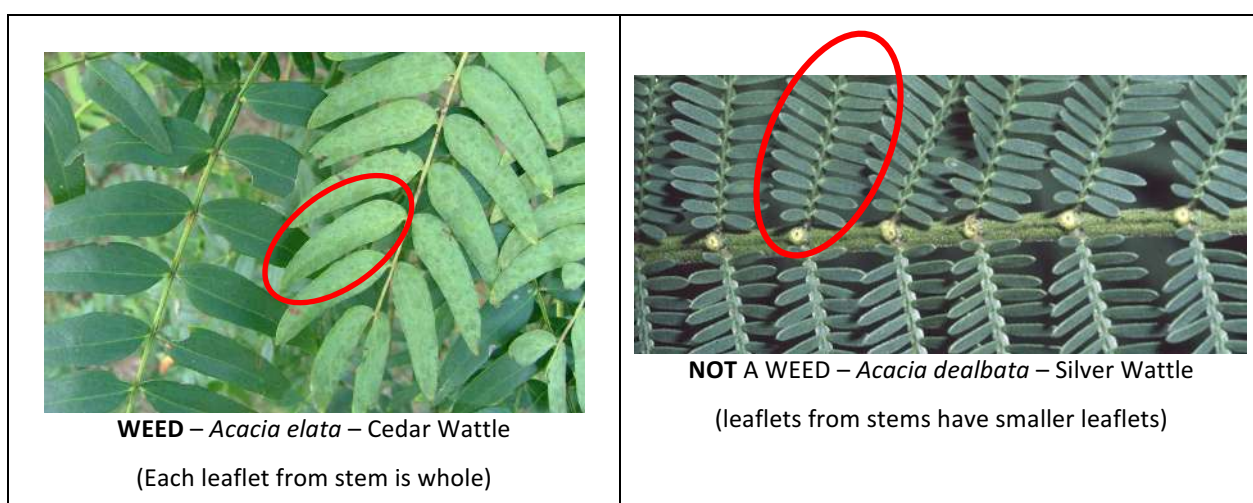 WEED – Acacia elata – Cedar Wattle
(Each leaflet from stem is whole)
NOT A WEED – Acacia dealbata – Silver Wattle
(leaflets from stems have smaller leaflets)